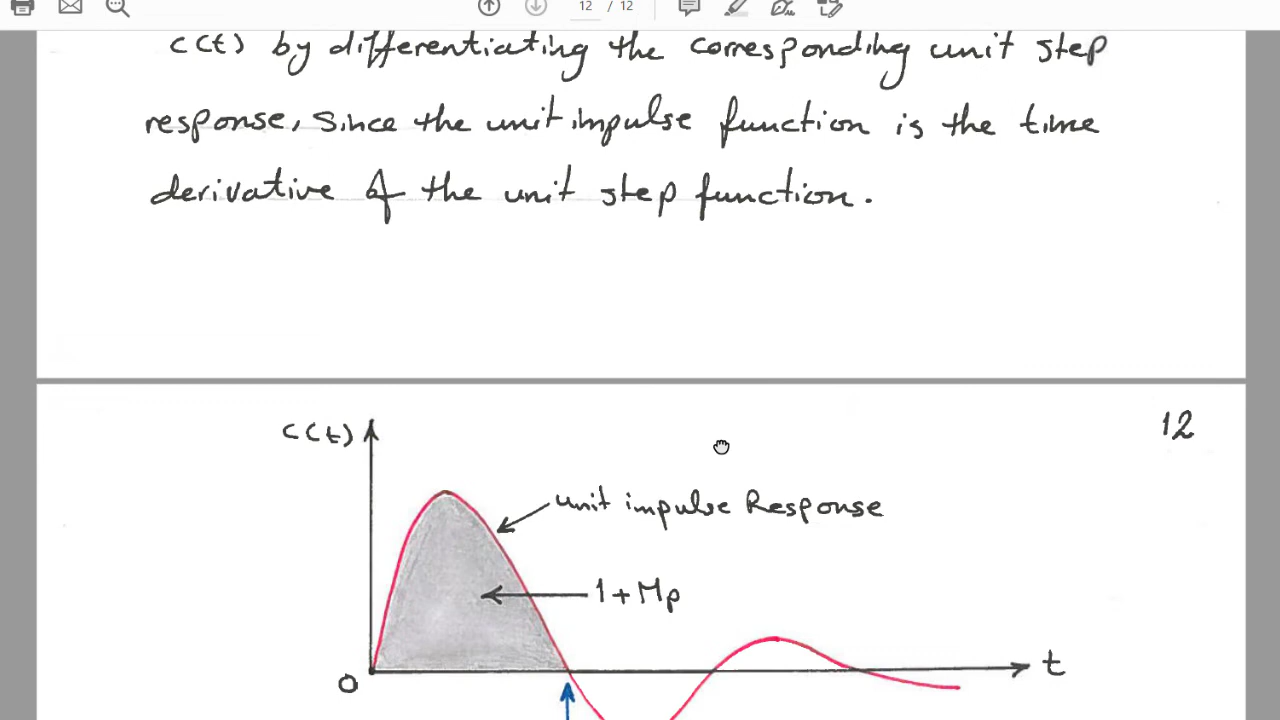 12 / 12
c(t) by differentiating the corresponding unit step
response, since the unit impulse function is the time
derivative of the unit step function.
12
c(t)
unit impulse Response
1+Mp
t
0